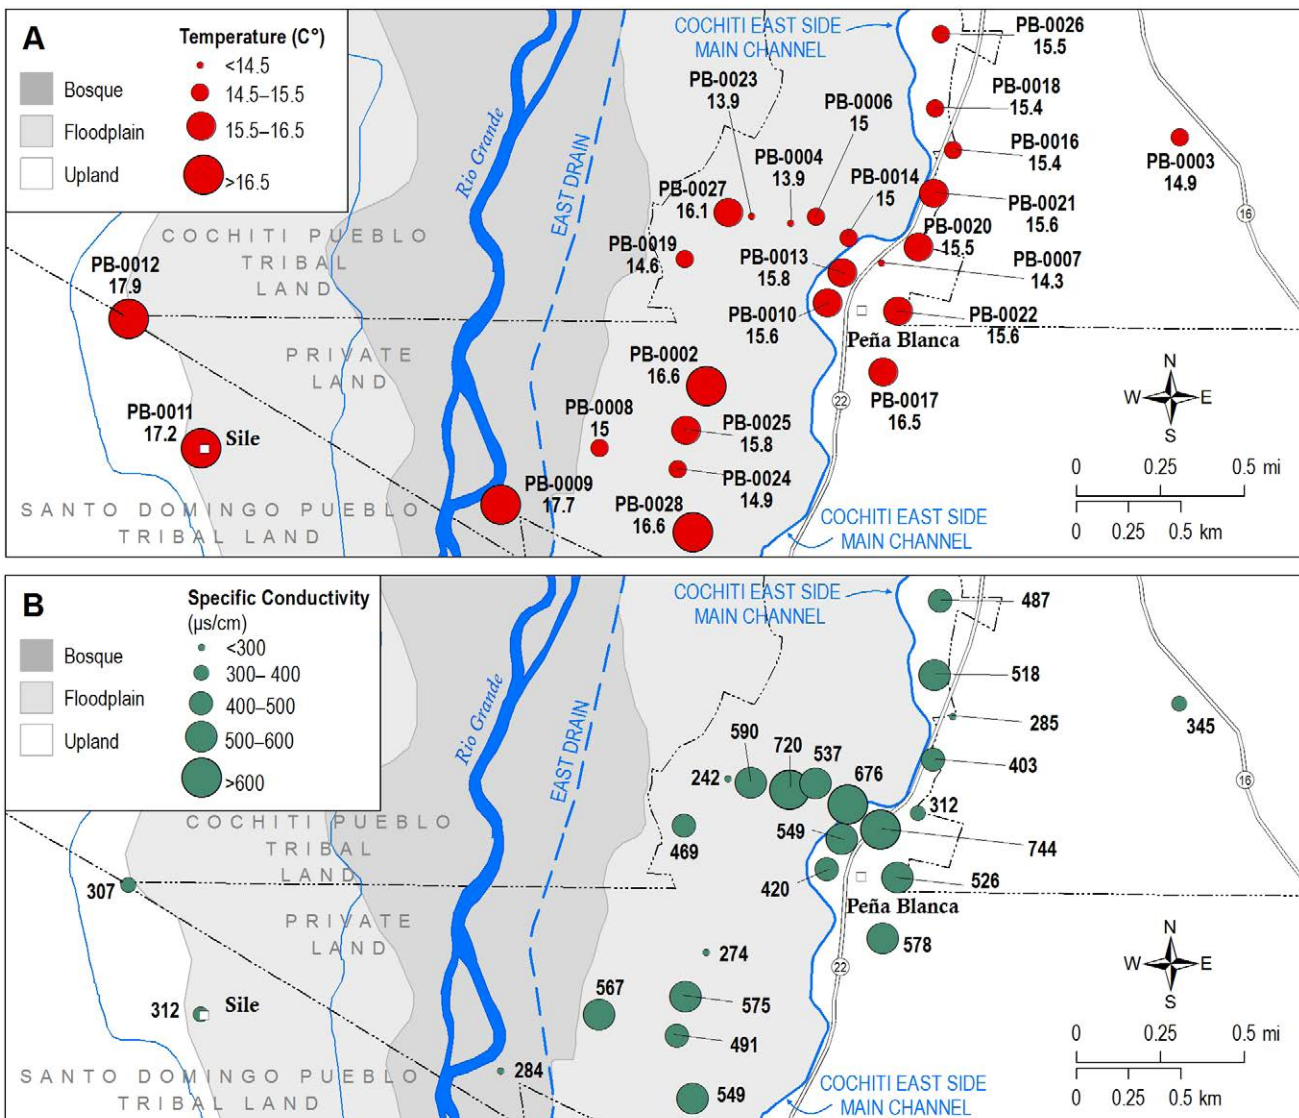 A
Temperature (C°)
<14.5
14.5–15.5
15.5–16.5
>16.5
Bosque
Floodplain
Upland
COCHITI EAST SIDE
MAIN CHANNEL
PB-0026
15.5
PB-0023
13.9
PB-0006
15
PB-0018
15.4
PB-0004
13.9
PB-0016
15.4
PB-0003
14.9
PB-0014
15
PB-0027
16.1
PB-0021
15.6
Rio Grande
EAST DRAIN
16
COCHITI PUEBLO
TRIBAL
LAND
PB-0019
14.6
PB-0013
15.8
PB-0020
15.5
PB-0007
14.3
PB-0012
17.9
PB-0010
15.6
PB-0022
15.6
Peña Blanca
PRIVATE
LAND
PB-0002
16.6
PB-0017
16.5
22
PB-0011
17.2
Sile
PB-0008
15
PB-0025
15.8
PB-0024
14.9
PB-0009
17.7
PB-0028
16.6
SANTO DOMINGO PUEBLO
TRIBAL LAND
COCHITI EAST SIDE
MAIN CHANNEL
N
W E
S
0 0.25 0.5 mi
0 0.25 0.5 km
B
Specific Conductivity
(µs/cm)
<300
300– 400
400–500
500–600
>600
Bosque
Floodplain
Upland
COCHITI EAST SIDE
MAIN CHANNEL
487
518
285
345
Rio Grande
EAST DRAIN
590
720
537
676
403
242
312
16
COCHITI PUEBLO
TRIBAL
LAND
469
549
744
307
420
526
Peña Blanca
PRIVATE
LAND
578
274
22
567
575
312
Sile
491
284
549
SANTO DOMINGO PUEBLO
TRIBAL LAND
COCHITI EAST SIDE
MAIN CHANNEL
N
W E
S
0 0.25 0.5 mi
0 0.25 0.5 km